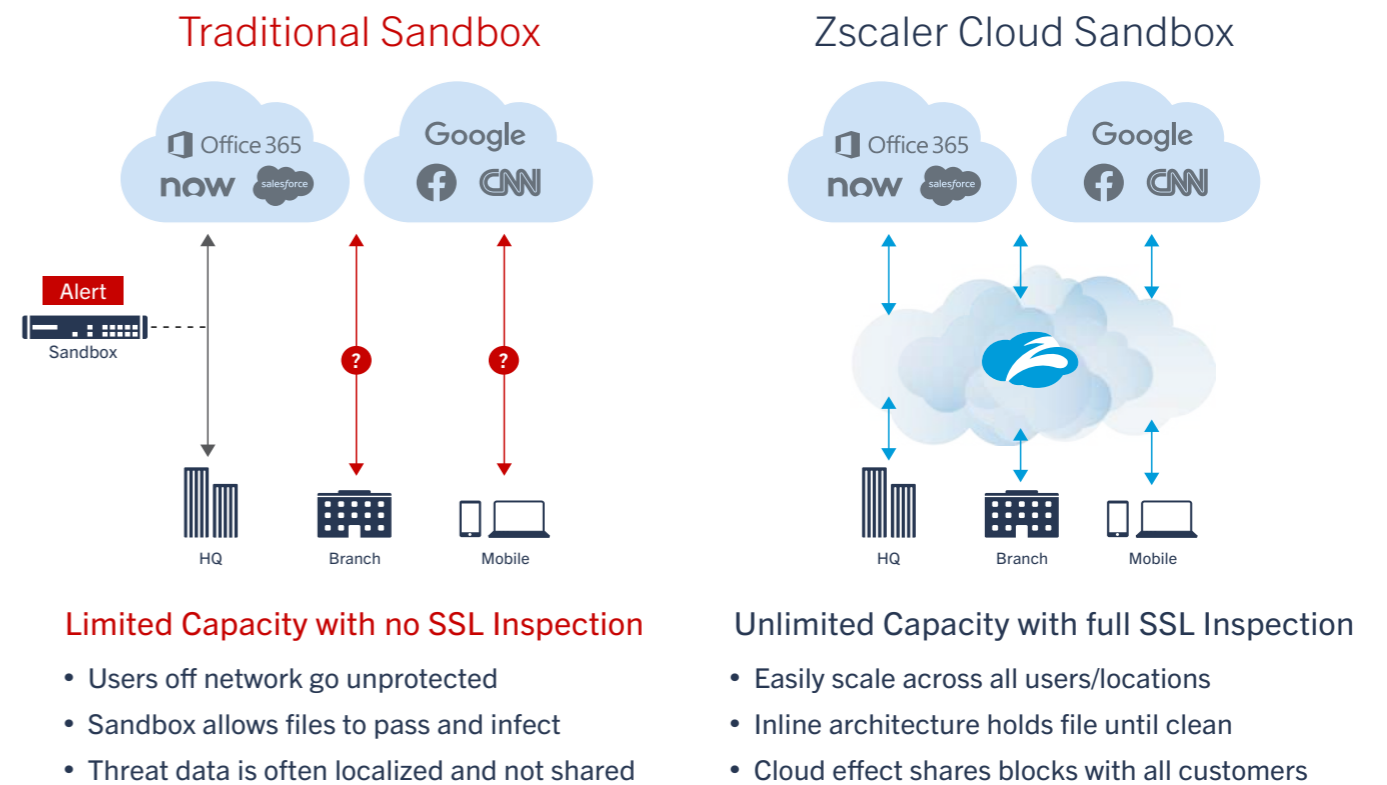 Traditional Sandbox
Office 365
now
salesforce
Google
CNN
Alert
Sandbox
?
?
HQ
Branch
Mobile
Limited Capacity with no SSL Inspection
• Users off network go unprotected
• Sandbox allows files to pass and infect
• Threat data is often localized and not shared
Zscaler Cloud Sandbox
Office 365
now
salesforce
Google
CNN
HQ
Branch
Mobile
Unlimited Capacity with full SSL Inspection
• Easily scale across all users/locations
• Inline architecture holds file until clean
• Cloud effect shares blocks with all customers